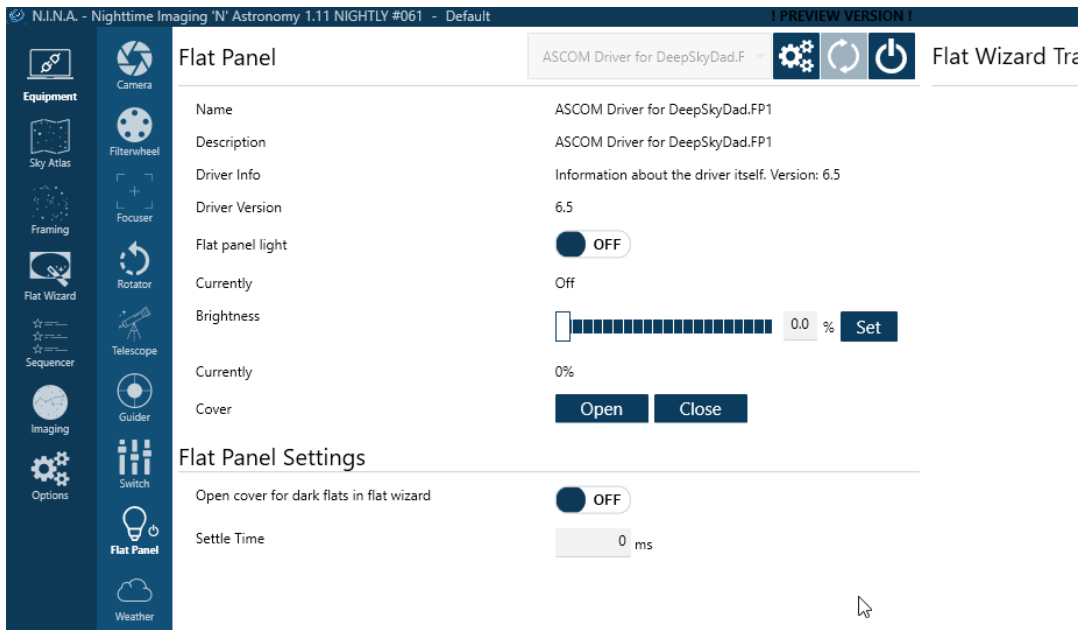 N.I.N.A. - Nighttime Imaging 'N' Astronomy 1.11 NIGHTLY #061 - Default
! PREVIEW VERSION !
Equipment
Sky Atlas
Framing
Flat Wizard
Sequencer
Imaging
Options
Camera
Filterwheel
Focuser
Rotator
Telescope
Guider
Switch
Flat Panel
Weather
Flat Panel
ASCOM Driver for DeepSkyDad.F
Name ASCOM Driver for DeepSkyDad.FP1
Description ASCOM Driver for DeepSkyDad.FP1
Driver Info Information about the driver itself. Version: 6.5
Driver Version 6.5
Flat panel light OFF
Currently Off
Brightness 0.0 % Set
Currently 0%
Cover Open Close
Flat Panel Settings
Open cover for dark flats in flat wizard OFF
Settle Time 0 ms
Flat Wizard Tra